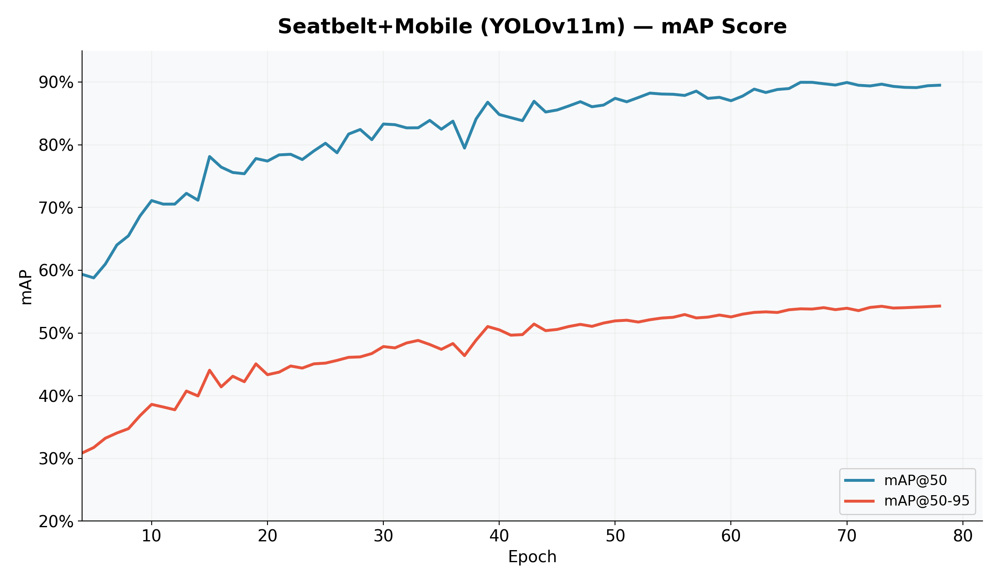 Seatbelt+Mobile (YOLOv11m) — mAP Score
90%
80%
70%
60%
50%
40%
30%
20%
mAP
10 20 30 40 50 60 70 80
Epoch
mAP@50
mAP@50-95